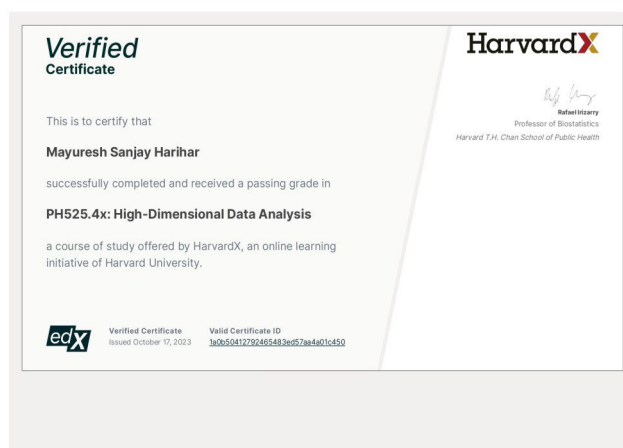 Verified
Certificate
This is to certify that
Mayuresh Sanjay Harihar
successfully completed and received a passing grade in
PH525.4x: High-Dimensional Data Analysis
a course of study offered by HarvardX, an online learning
initiative of Harvard University.
edX
Verified Certificate
Issued October 17, 2023
Valid Certificate ID
1a0b50412792465483ed57aa4a01c450
HarvardX
Rafael Irizarry
Professor of Biostatistics
Harvard T.H. Chan School of Public Health